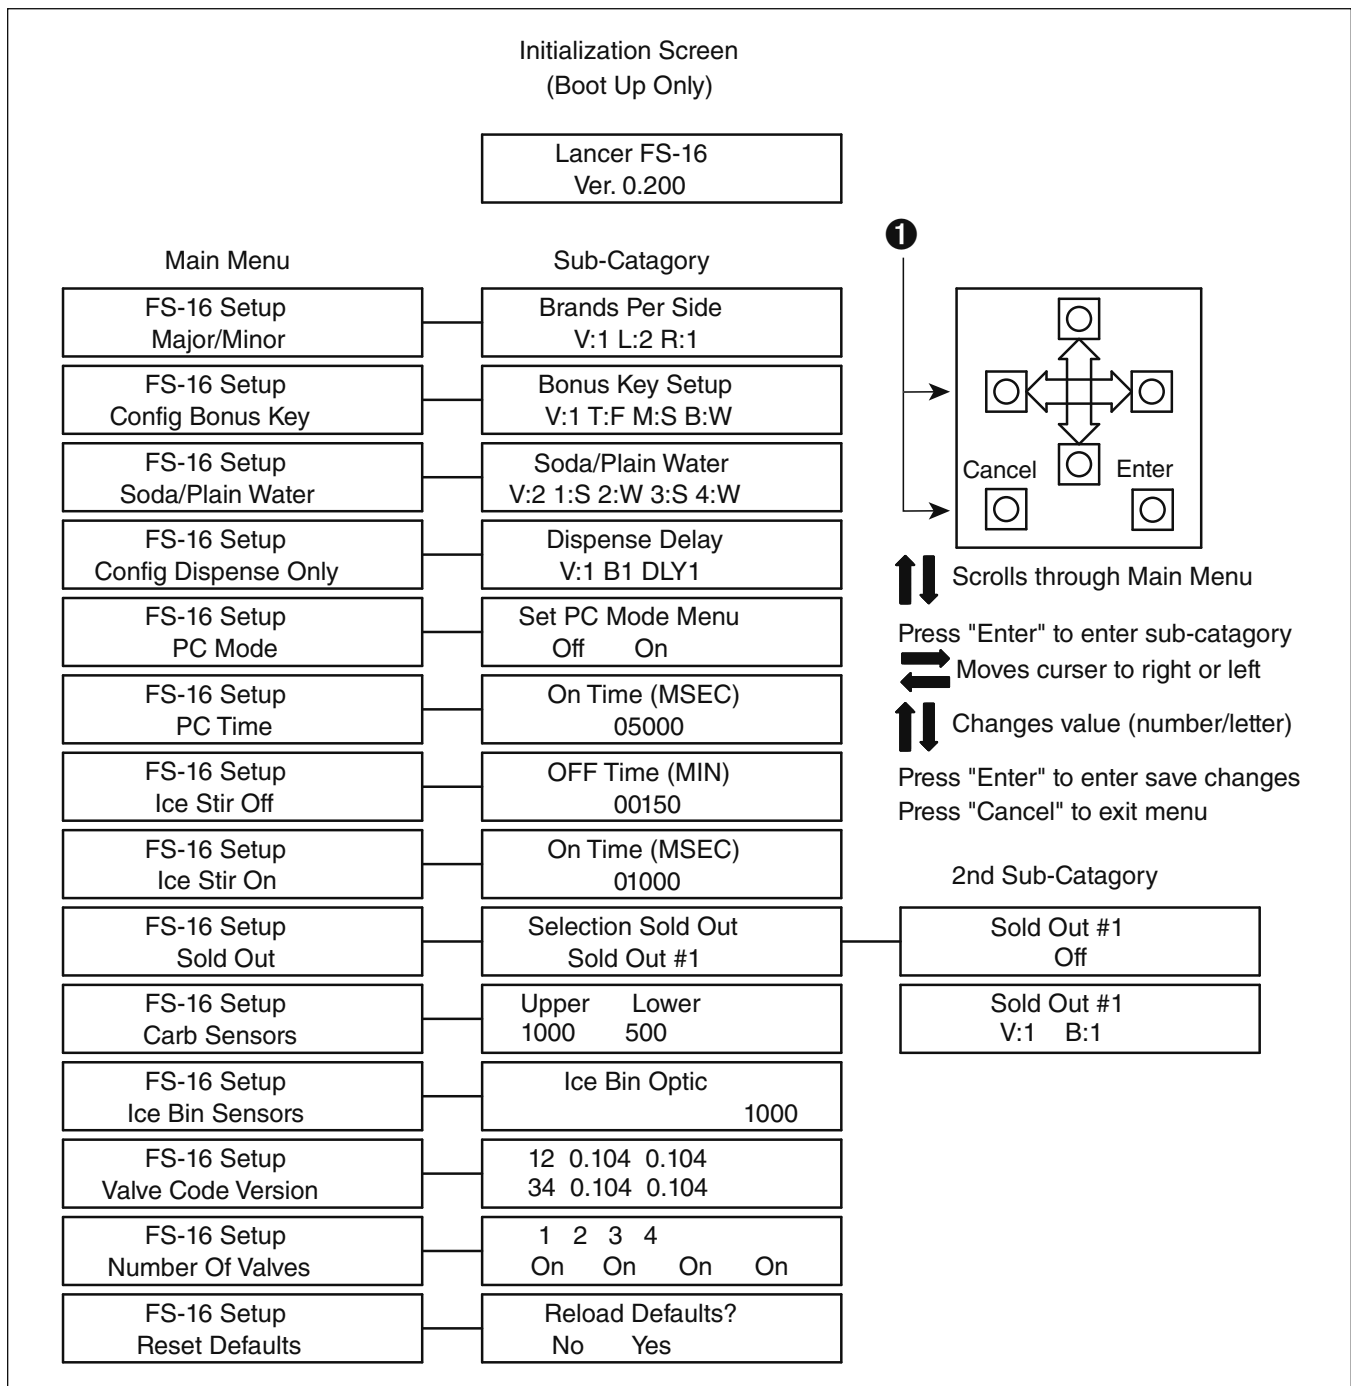 Initialization Screen
(Boot Up Only)
Lancer FS-16
Ver. 0.200
Main Menu
Sub-Catagory
FS-16 Setup
Major/Minor
Brands Per Side
V:1 L:2 R:1
FS-16 Setup
Config Bonus Key
Bonus Key Setup
V:1 T:F M:S B:W
FS-16 Setup
Soda/Plain Water
Soda/Plain Water
V:2 1:S 2:W 3:S 4:W
FS-16 Setup
Config Dispense Only
Dispense Delay
V:1 B1 DLY1
FS-16 Setup
PC Mode
Set PC Mode Menu
Off On
FS-16 Setup
PC Time
On Time (MSEC)
05000
FS-16 Setup
Ice Stir Off
OFF Time (MIN)
00150
FS-16 Setup
Ice Stir On
On Time (MSEC)
01000
FS-16 Setup
Sold Out
Selection Sold Out
Sold Out #1
FS-16 Setup
Carb Sensors
Upper Lower
1000 500
FS-16 Setup
Ice Bin Sensors
Ice Bin Optic
1000
FS-16 Setup
Valve Code Version
12 0.104 0.104
34 0.104 0.104
FS-16 Setup
Number Of Valves
1 2 3 4
On On On On
FS-16 Setup
Reset Defaults
Reload Defaults?
No Yes
❶
Cancel
Enter
Scrolls through Main Menu
Press "Enter" to enter sub-catagory
Moves curser to right or left
Changes value (number/letter)
Press "Enter" to enter save changes
Press "Cancel" to exit menu
2nd Sub-Catagory
Sold Out #1
Off
Sold Out #1
V:1 B:1